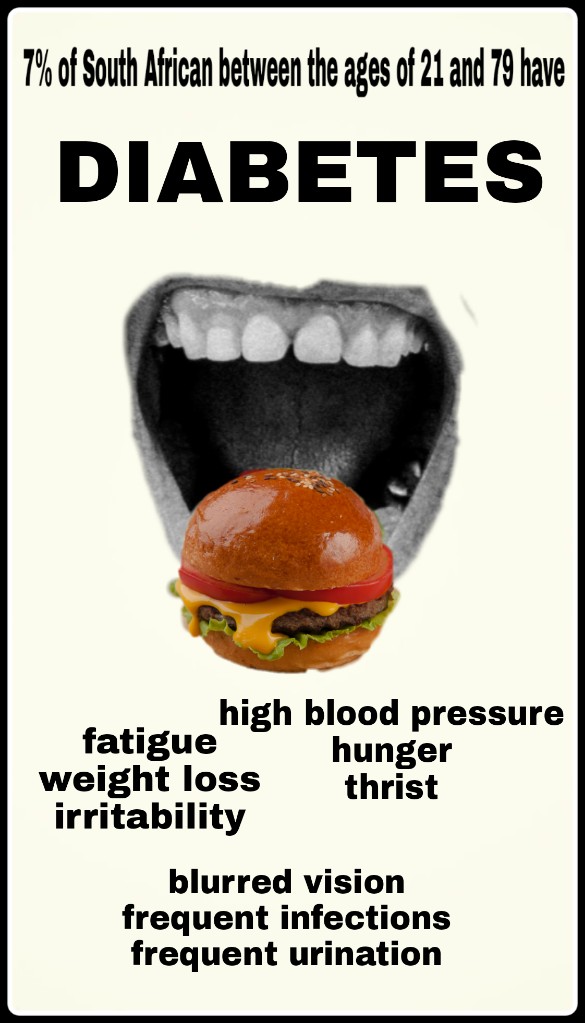 7% of South African between the ages of 21 and 79 have
DIABETES
high blood pressure
hunger
thrist
fatigue
weight loss
irritability
blurred vision
frequent infections
frequent urination